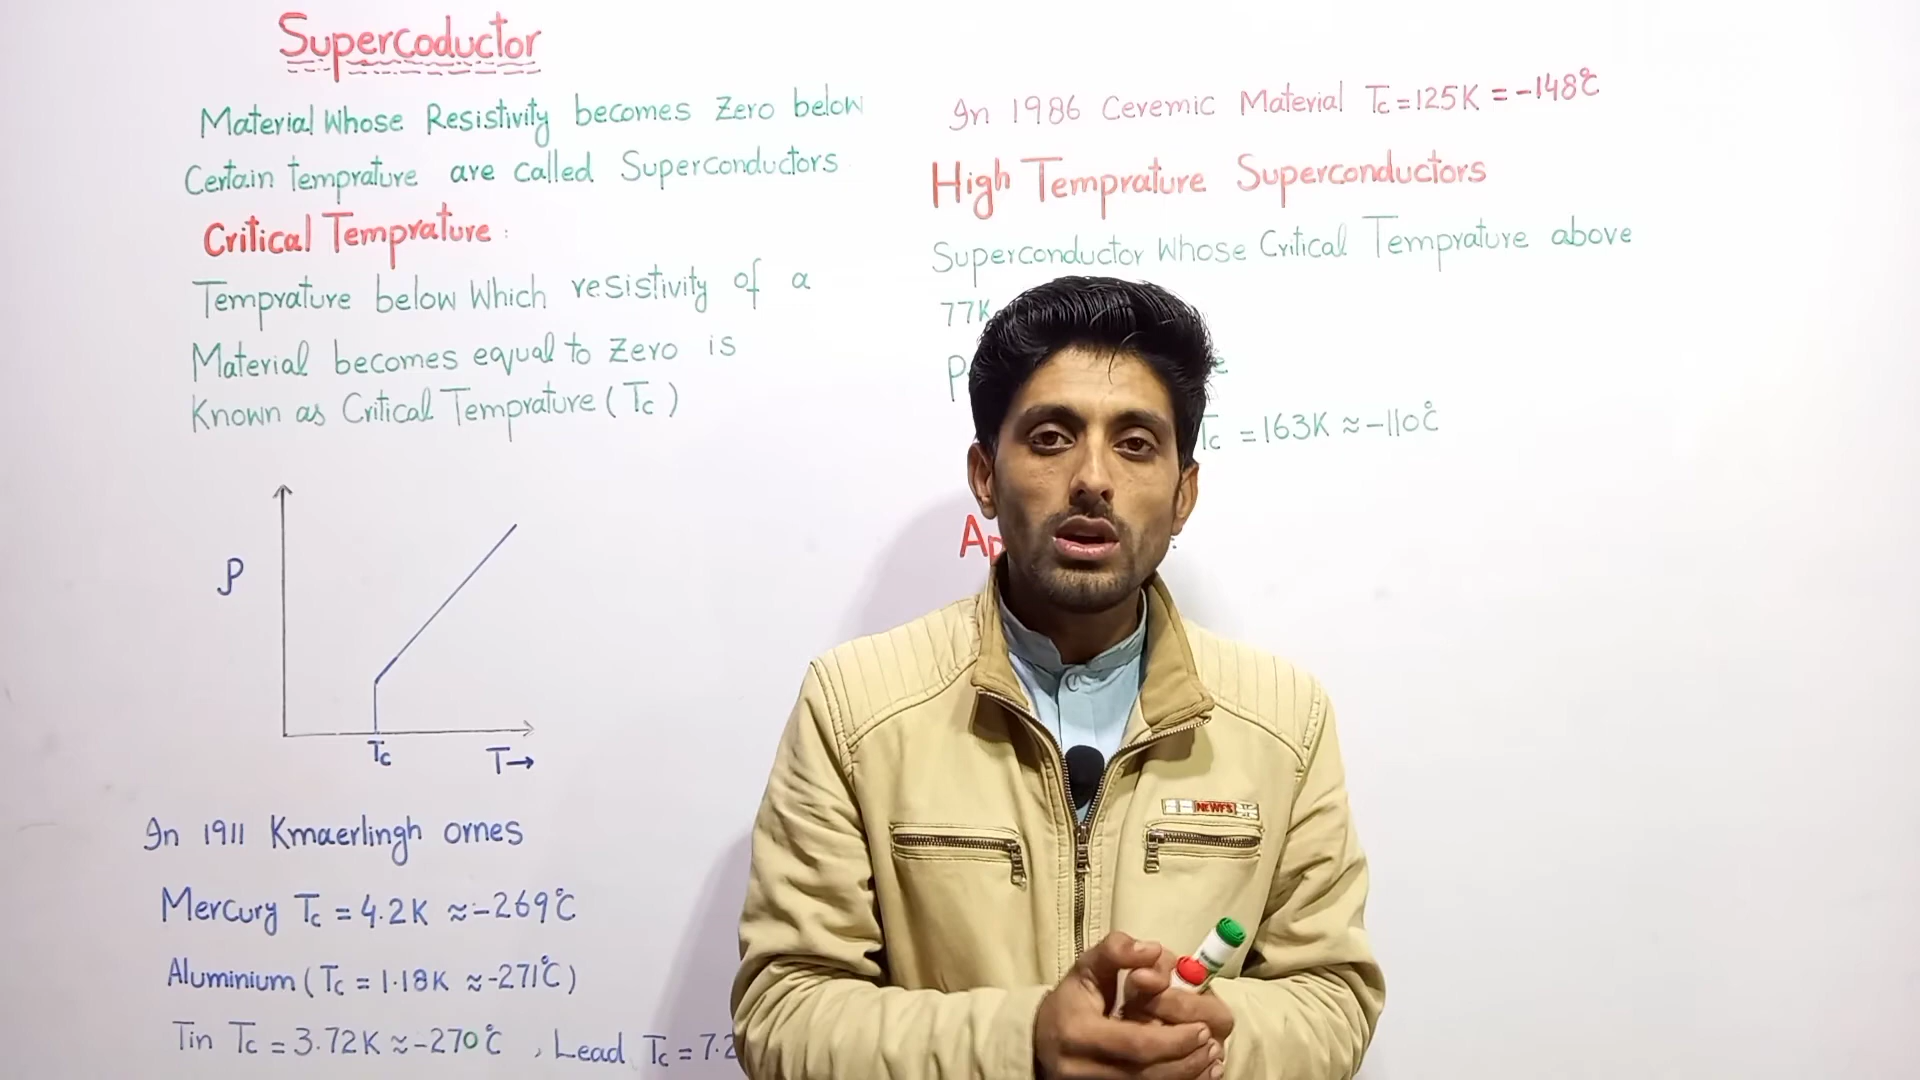 Supercoductor
Material Whose Resistivity becomes Zero below
Certain temprature are called Superconductors
Critical Temprature:
Temprature below Which resistivity of a
Material becomes equal to Zero is
Known as Critical Temprature (Tc)
ρ
Tc
T→
In 1911 Kmaerlingh ornes
Mercury Tc = 4.2K ≈ -269°C
Aluminium (Tc = 1.18K ≈ -271°C)
Tin Tc = 3.72K ≈ -270°C , Lead Tc = 7.2
In 1986 Ceremic Material Tc = 125K = -148°C
High Temprature Superconductors
Superconductor Whose Critical Temprature above
77K
Tc = 163K ≈ -110°C
NEWFS